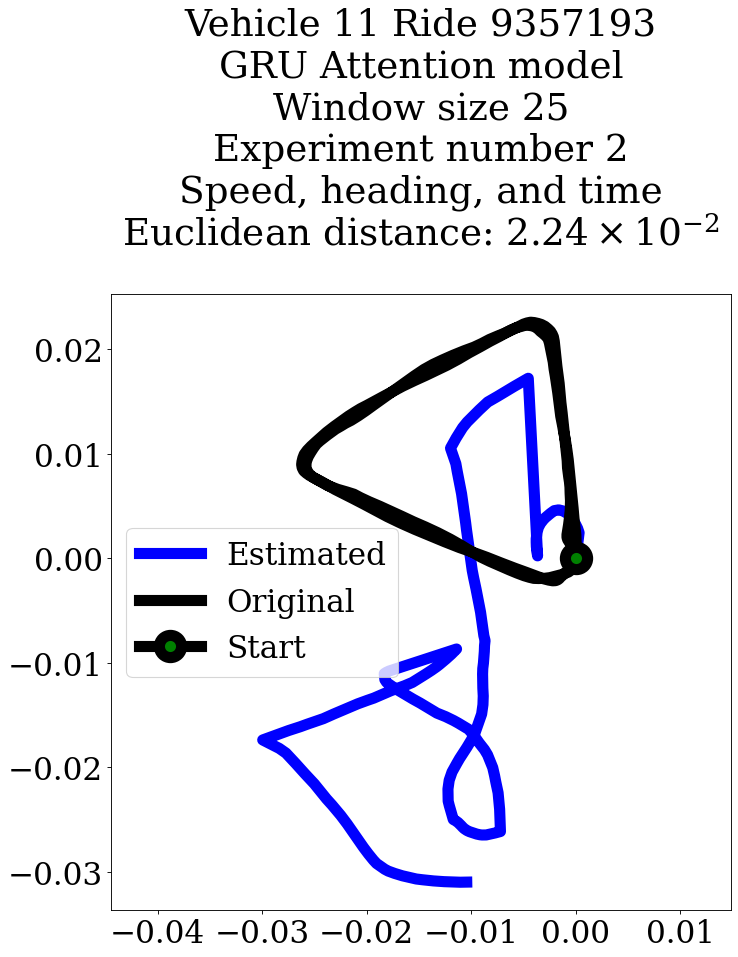 Vehicle 11 Ride 9357193
GRU Attention model
Window size 25
Experiment number 2
Speed, heading, and time
Euclidean distance: 2.24 × 10⁻²
0.02
0.01
0.00
−0.01
−0.02
−0.03
Estimated
Original
Start
−0.04 −0.03 −0.02 −0.01 0.00 0.01